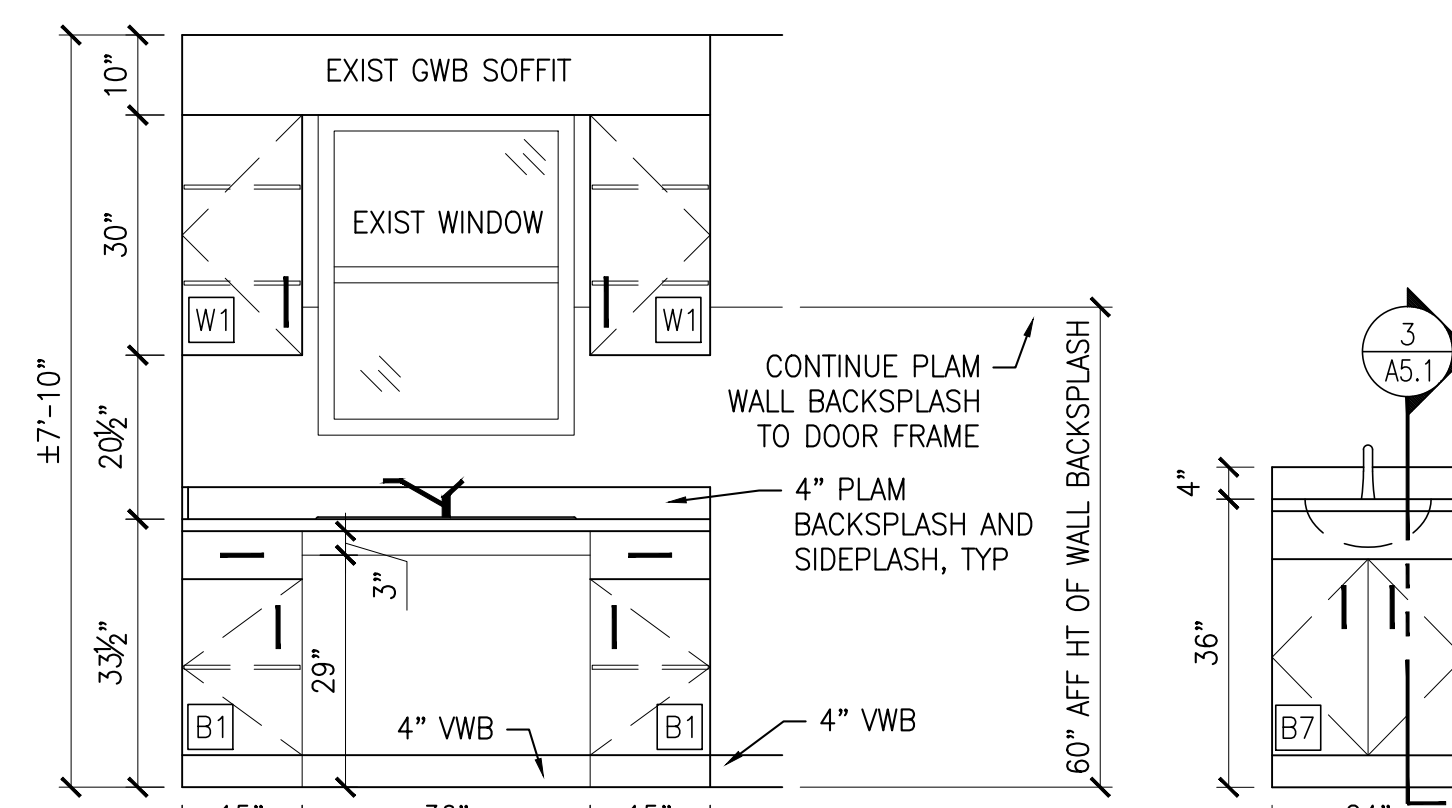 10"
EXIST GWB SOFFIT
30"
EXIST WINDOW
W1
W1
±7'-10"
20½"
CONTINUE PLAM
WALL BACKSPLASH
TO DOOR FRAME
4" PLAM
BACKSPLASH AND
SIDEPLASH, TYP
60" AFF HT OF WALL BACKSPLASH
3
A5.1
4"
33½"
3"
29"
36"
B1
4" VWB
B1
4" VWB
B7